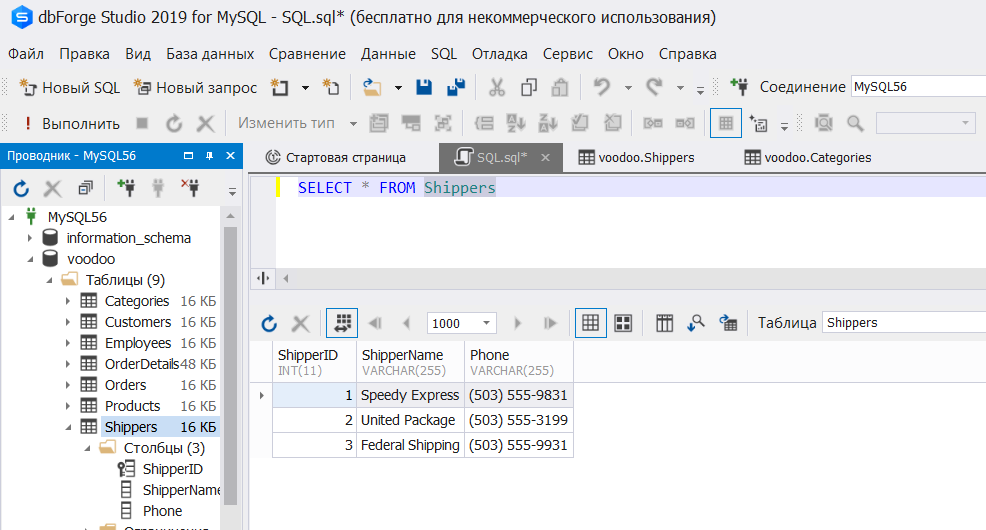 dbForge Studio 2019 for MySQL - SQL.sql* (бесплатно для некоммерческого использования)
Файл Правка Вид База данных Сравнение Данные SQL Отладка Сервис Окно Справка
Новый SQL Новый запрос Соединение MySQL56
Выполнить Изменить тип
Проводник - MySQL56
Стартовая страница SQL.sql* voodoo.Shippers voodoo.Categories
SELECT * FROM Shippers
MySQL56
information_schema
voodoo
Таблицы (9)
Categories 16 КБ
Customers 16 КБ
Employees 16 КБ
OrderDetails 48 КБ
Orders 16 КБ
Products 16 КБ
Shippers 16 КБ
Столбцы (3)
ShipperID
ShipperName
Phone
1000 Таблица Shippers
ShipperID ShipperName Phone
INT(11) VARCHAR(255) VARCHAR(255)
1 Speedy Express (503) 555-9831
2 United Package (503) 555-3199
3 Federal Shipping (503) 555-9931